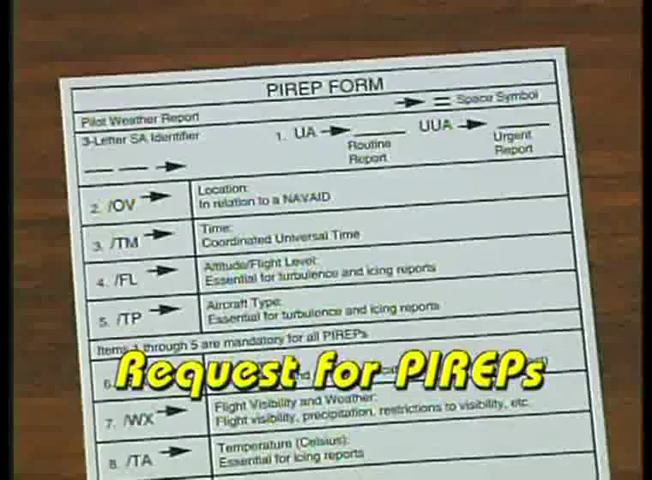 PIREP FORM
Pilot Weather Report
= Space Symbol
3-Letter SA Identifier
1. UA
UUA
Routine Report
Urgent Report
2. /OV
Location:
In relation to a NAVAID
3. /TM
Time:
Coordinated Universal Time
4. /FL
Altitude/Flight Level:
Essential for turbulence and icing reports
5. /TP
Aircraft Type:
Essential for turbulence and icing reports
Items 1 through 5 are mandatory for all PIREPs
6.
Request for PIREPs
7. /WX
Flight Visibility and Weather:
Flight visibility, precipitation, restrictions to visibility, etc.
8. /TA
Temperature (Celsius):
Essential for icing reports